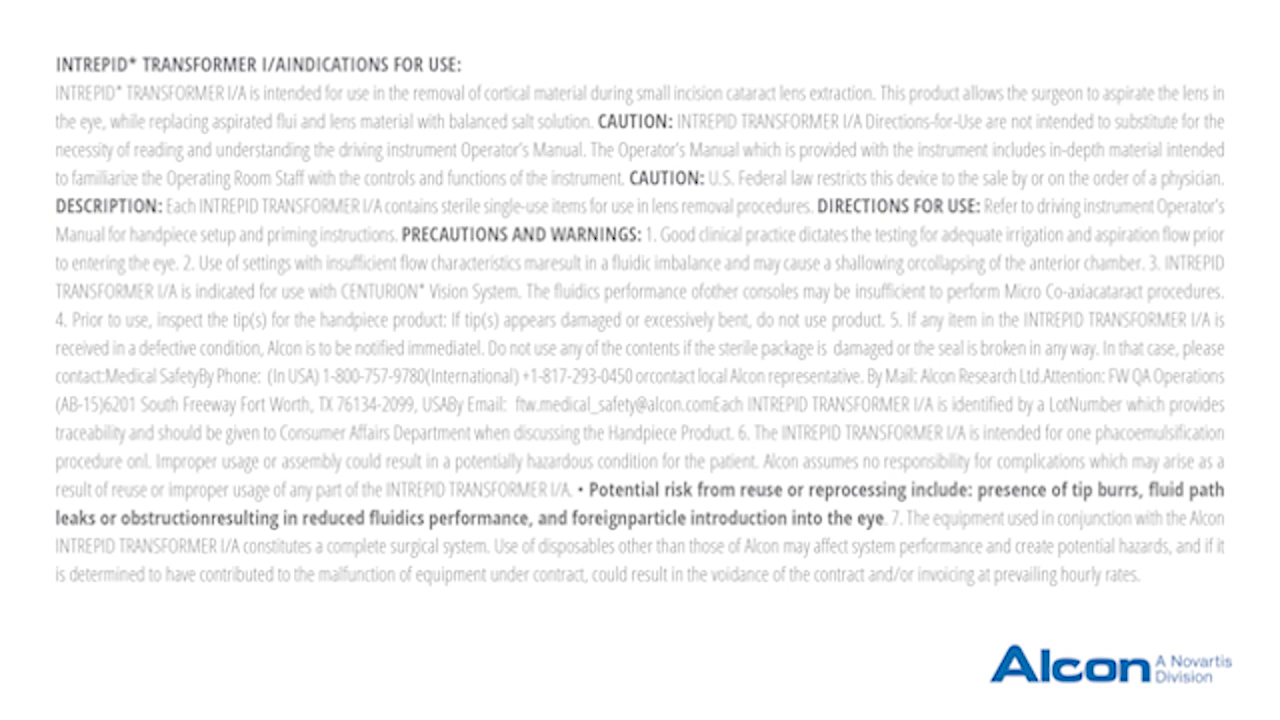 INTREPID* TRANSFORMER I/AINDICATIONS FOR USE:
INTREPID* TRANSFORMER I/A is intended for use in the removal of cortical material during small incision cataract lens extraction. This product allows the surgeon to aspirate the lens in
the eye, while replacing aspirated flui and lens material with balanced salt solution. CAUTION: INTREPID TRANSFORMER I/A Directions-for-Use are not intended to substitute for the
necessity of reading and understanding the driving instrument Operator's Manual. The Operator's Manual which is provided with the instrument includes in-depth material intended
to familiarize the Operating Room Staff with the controls and functions of the instrument. CAUTION: U.S. Federal law restricts this device to the sale by or on the order of a physician.
DESCRIPTION: Each INTREPID TRANSFORMER I/A contains sterile single-use items for use in lens removal procedures. DIRECTIONS FOR USE: Refer to driving instrument Operator's
Manual for handpiece setup and priming instructions. PRECAUTIONS AND WARNINGS: 1. Good clinical practice dictates the testing for adequate irrigation and aspiration flow prior
to entering the eye. 2. Use of settings with insufficient flow characteristics maresult in a fluidic imbalance and may cause a shallowing orcollapsing of the anterior chamber. 3. INTREPID
TRANSFORMER I/A is indicated for use with CENTURION* Vision System. The fluidics performance ofother consoles may be insufficient to perform Micro Co-axiacataract procedures.
4. Prior to use, inspect the tip(s) for the handpiece product: If tip(s) appears damaged or excessively bent, do not use product. 5. If any item in the INTREPID TRANSFORMER I/A is
received in a defective condition, Alcon is to be notified immediatel. Do not use any of the contents if the sterile package is damaged or the seal is broken in any way. In that case, please
contact:Medical SafetyBy Phone: (In USA) 1-800-757-9780(International) +1-817-293-0450 orcontact local Alcon representative. By Mail: Alcon Research Ltd.Attention: FW QA Operations
(AB-15)6201 South Freeway Fort Worth, TX 76134-2099, USABy Email: ftw.medical_safety@alcon.comEach INTREPID TRANSFORMER I/A is identified by a LotNumber which provides
traceability and should be given to Consumer Affairs Department when discussing the Handpiece Product. 6. The INTREPID TRANSFORMER I/A is intended for one phacoemulsification
procedure onl. Improper usage or assembly could result in a potentially hazardous condition for the patient. Alcon assumes no responsibility for complications which may arise as a
result of reuse or improper usage of any part of the INTREPID TRANSFORMER I/A. • Potential risk from reuse or reprocessing include: presence of tip burrs, fluid path
leaks or obstructionresulting in reduced fluidics performance, and foreignparticle introduction into the eye. 7. The equipment used in conjunction with the Alcon
INTREPID TRANSFORMER I/A constitutes a complete surgical system. Use of disposables other than those of Alcon may affect system performance and create potential hazards, and if it
is determined to have contributed to the malfunction of equipment under contract, could result in the voidance of the contract and/or invoicing at prevailing hourly rates.
Alcon A Novartis
Division